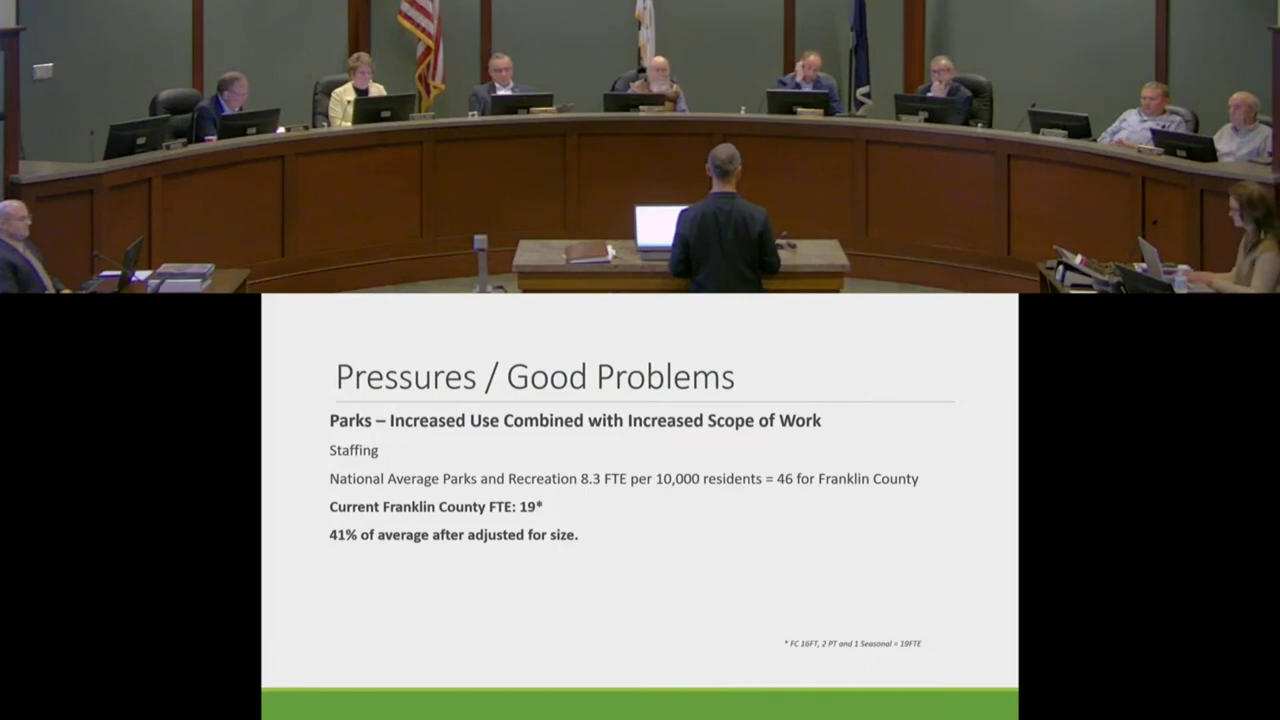 Pressures / Good Problems
Parks – Increased Use Combined with Increased Scope of Work
Staffing
National Average Parks and Recreation 8.3 FTE per 10,000 residents = 46 for Franklin County
Current Franklin County FTE: 19*
41% of average after adjusted for size.
* FC 16FT, 2 PT and 1 Seasonal = 19FTE